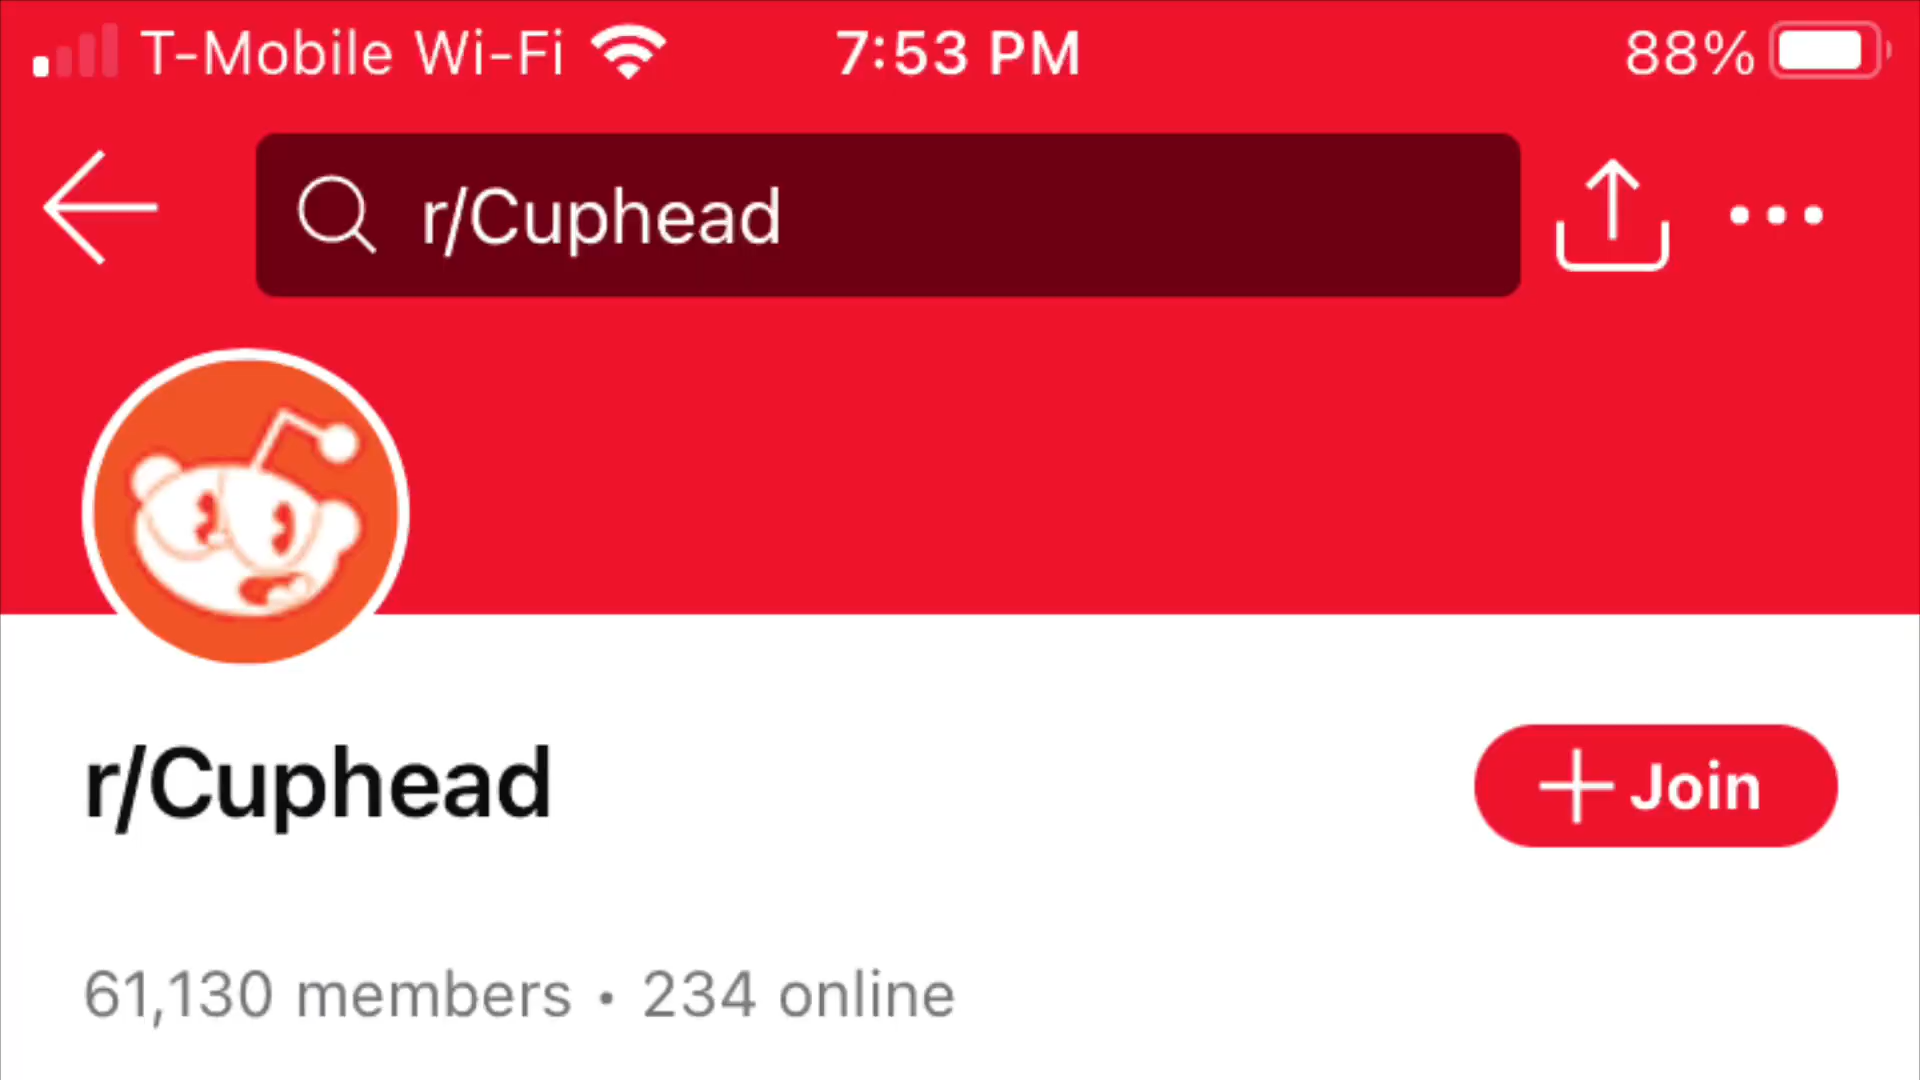 T-Mobile Wi-Fi 7:53 PM 88%
r/Cuphead
r/Cuphead
Join
61,130 members • 234 online